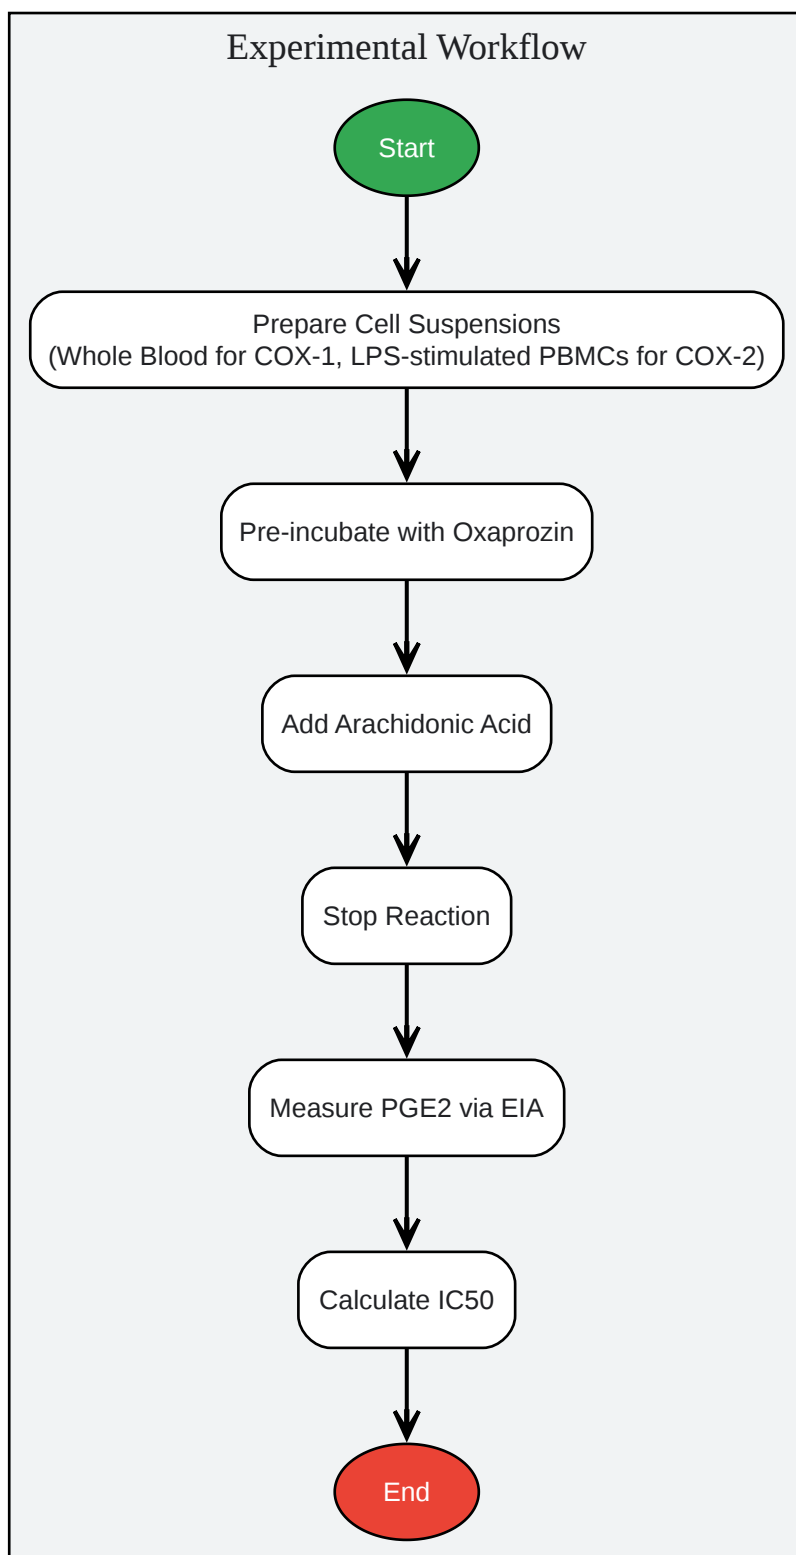 Experimental Workflow
Start
Prepare Cell Suspensions
(Whole Blood for COX-1, LPS-stimulated PBMCs for COX-2)
Pre-incubate with Oxaprozin
Add Arachidonic Acid
Stop Reaction
Measure PGE2 via EIA
Calculate IC50
End